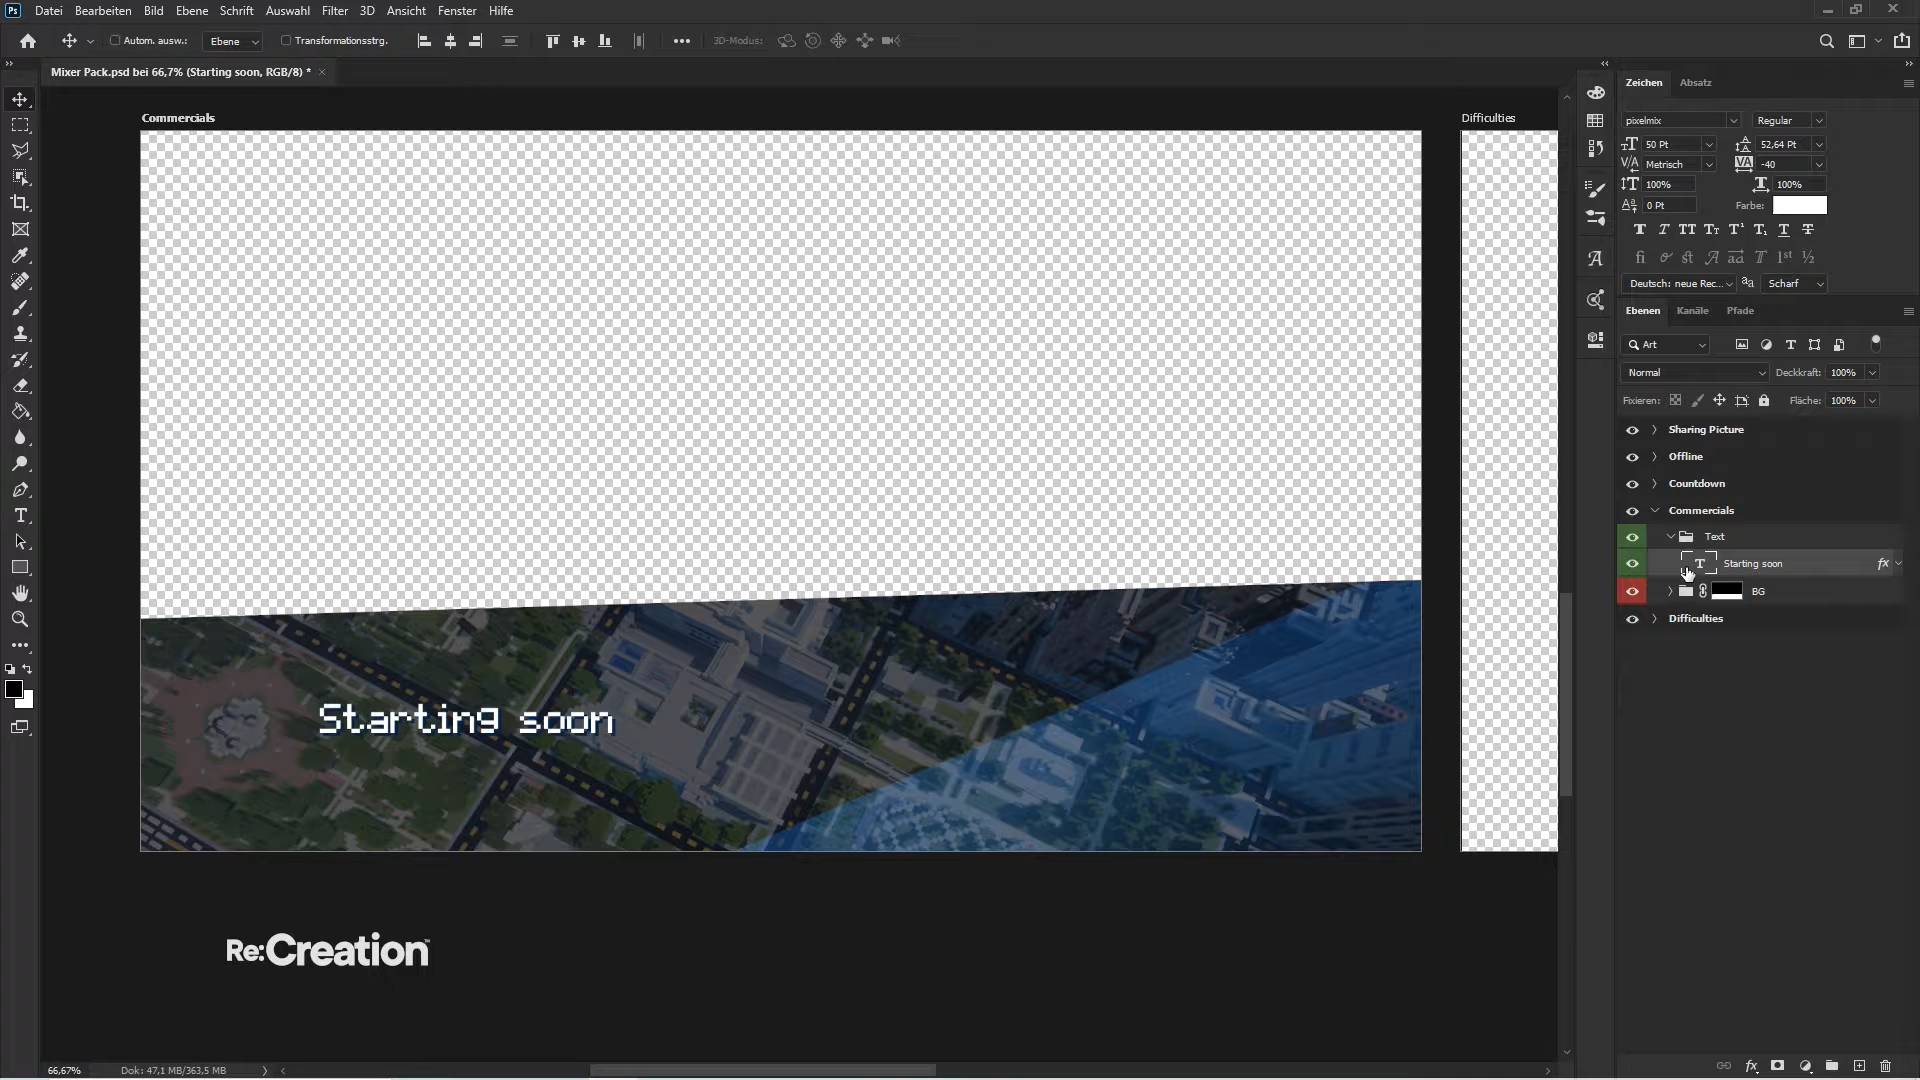 Ps Datei Bearbeiten Bild Ebene Schrift Auswahl Filter 3D Ansicht Fenster Hilfe
Autom. ausw.: Ebene Transformationsstrg. 3D-Modus:
Mixer Pack.psd bei 66,7% (Starting soon, RGB/8) *
Commercials
Difficulties
Starting soon
Re:Creation™
66,67% Dok: 47,1 MB/363,5 MB
Zeichen Absatz
pixelmix Regular
50 Pt 52,64 Pt
Metrisch -40
100% 100%
0 Pt Farbe:
Deutsch: neue Rec... Scharf
Ebenen Kanäle Pfade
Art
Normal Deckkraft: 100%
Fixieren: Fläche: 100%
Sharing Picture
Offline
Countdown
Commercials
Text
Starting soon fx
BG
Difficulties